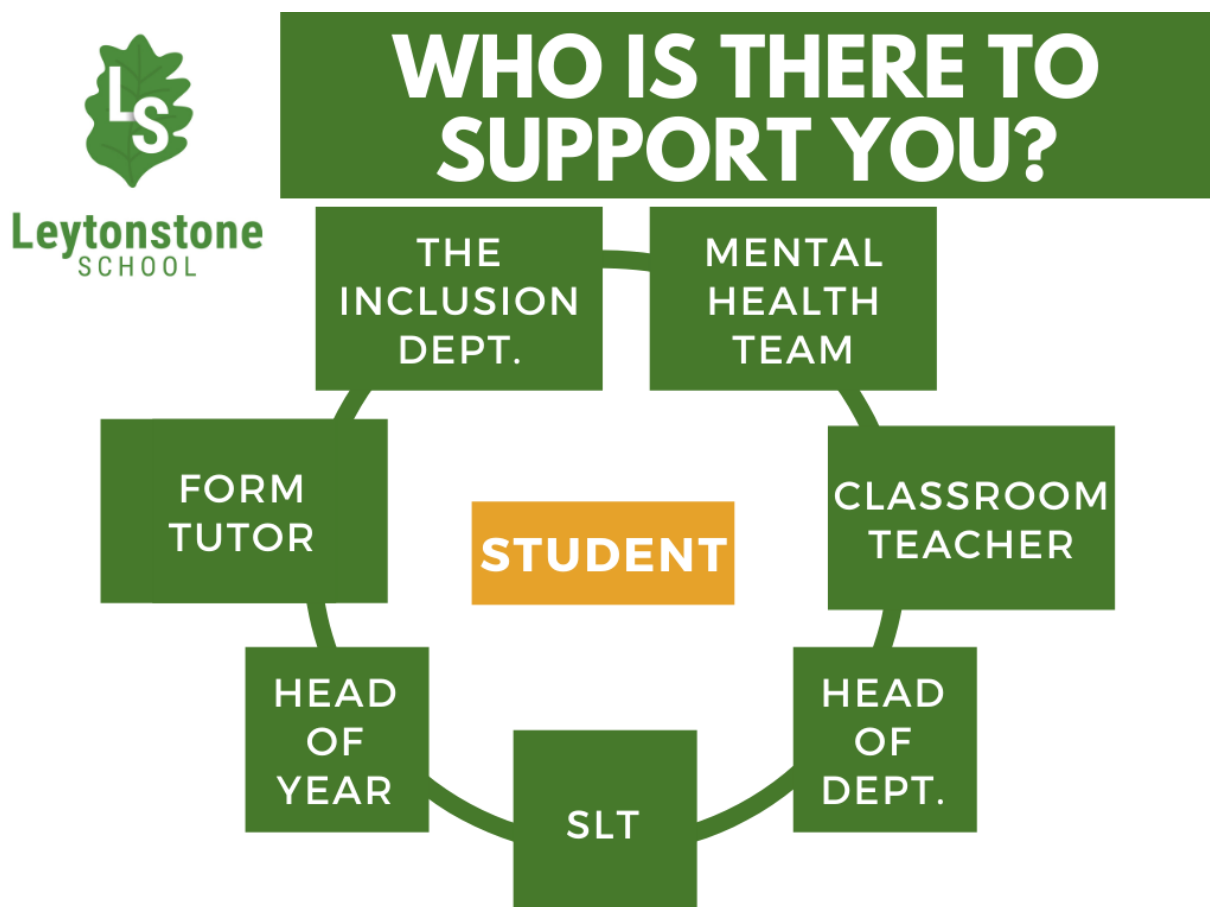 LS
Leytonstone
SCHOOL
WHO IS THERE TO
SUPPORT YOU?
THE
INCLUSION
DEPT.
MENTAL
HEALTH
TEAM
FORM
TUTOR
STUDENT
CLASSROOM
TEACHER
HEAD
OF
YEAR
SLT
HEAD
OF
DEPT.